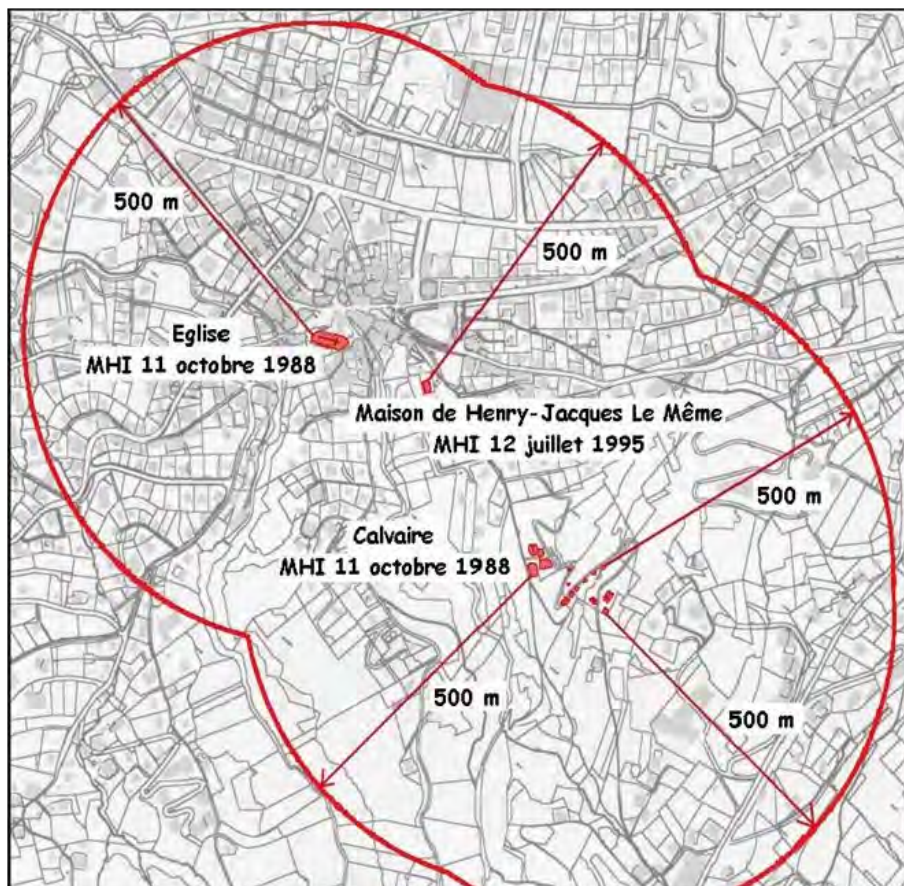 500 m
500 m
Eglise
MHI 11 octobre 1988
Maison de Henry-Jacques Le Même
MHI 12 juillet 1995
500 m
Calvaire
MHI 11 octobre 1988
500 m
500 m